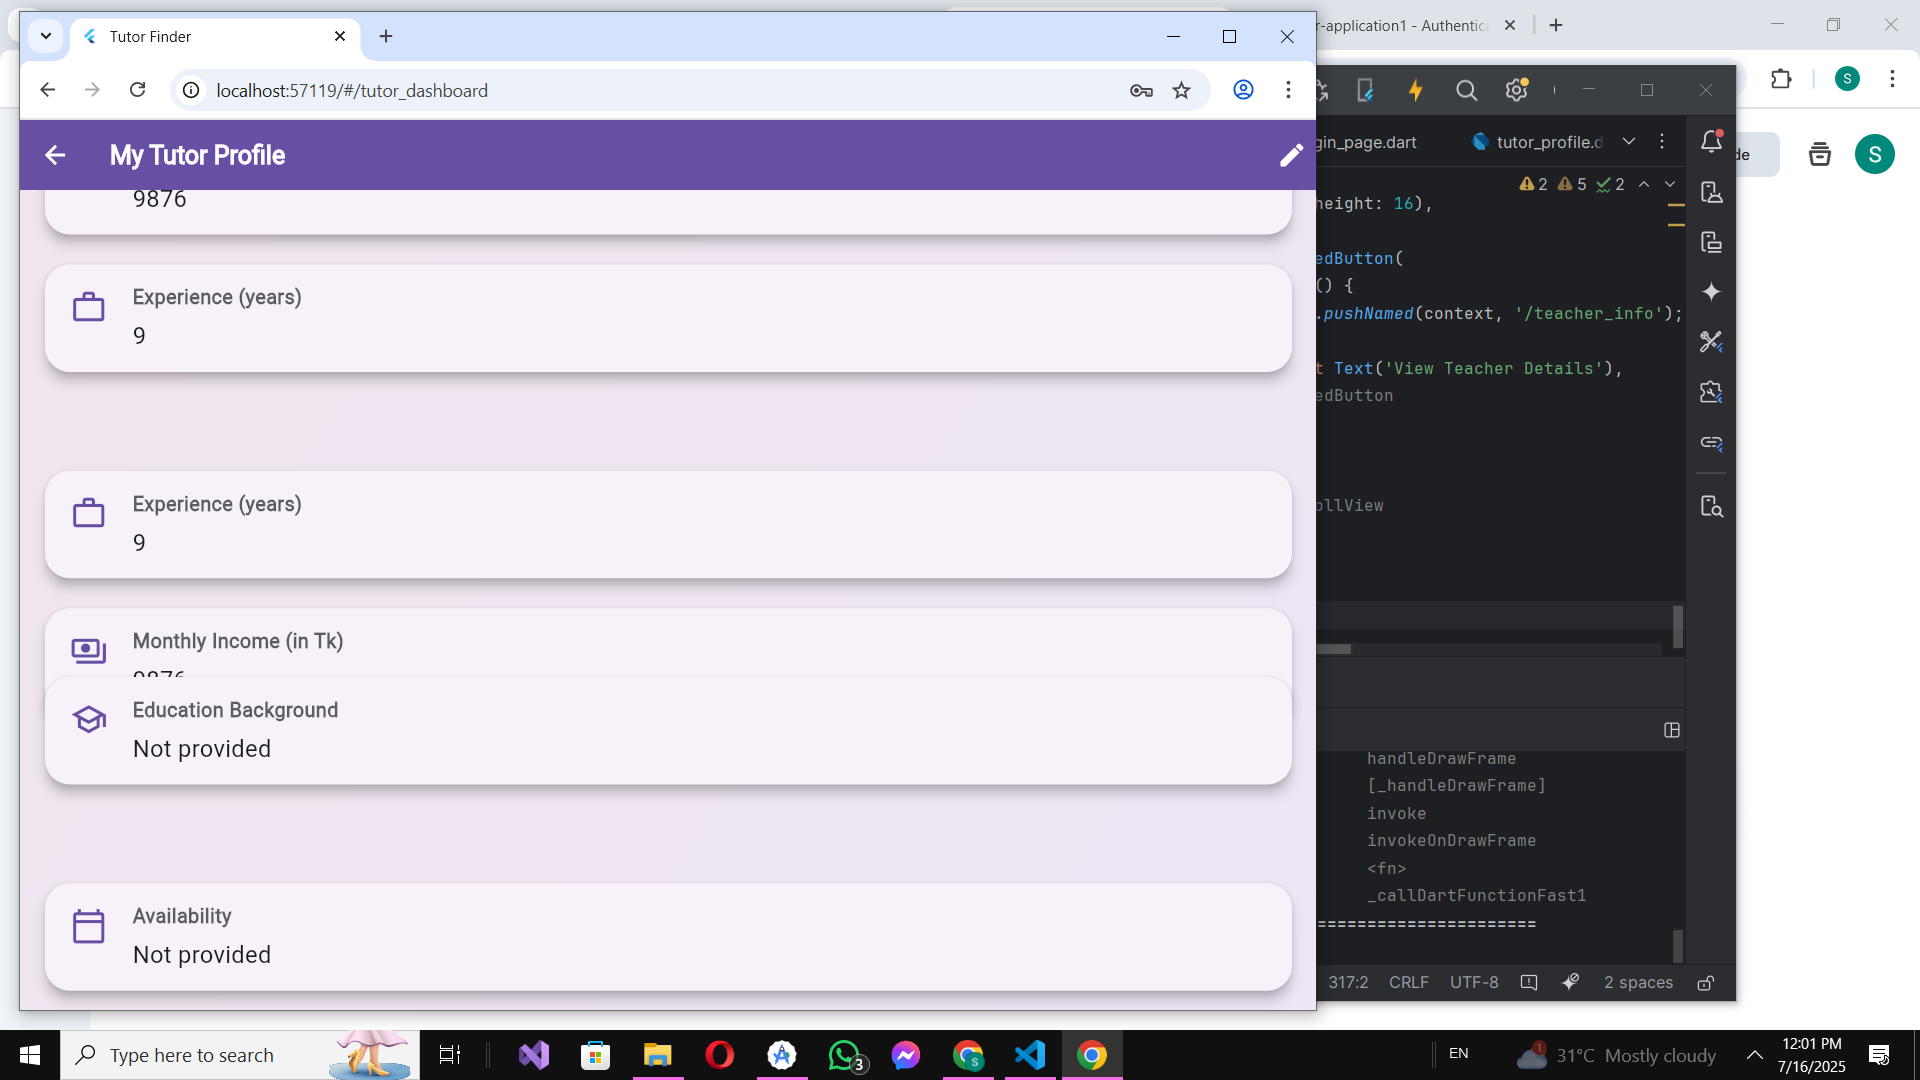 Tutor Finder
r-application1 - Authentic
localhost:57119/#/tutor_dashboard
S
My Tutor Profile
gin_page.dart
tutor_profile.d
de
S
9876
2 5 2
height: 16),
Experience (years)
9
edButton(
() {
.pushNamed(context, '/teacher_info');
t Text('View Teacher Details'),
edButton
Experience (years)
9
ollView
Monthly Income (in Tk)
Education Background
Not provided
handleDrawFrame
[_handleDrawFrame]
invoke
invokeOnDrawFrame
<fn>
_callDartFunctionFast1
======================
Availability
Not provided
317:2 CRLF UTF-8 2 spaces
Type here to search
3
S
EN
1
31°C Mostly cloudy
12:01 PM
7/16/2025